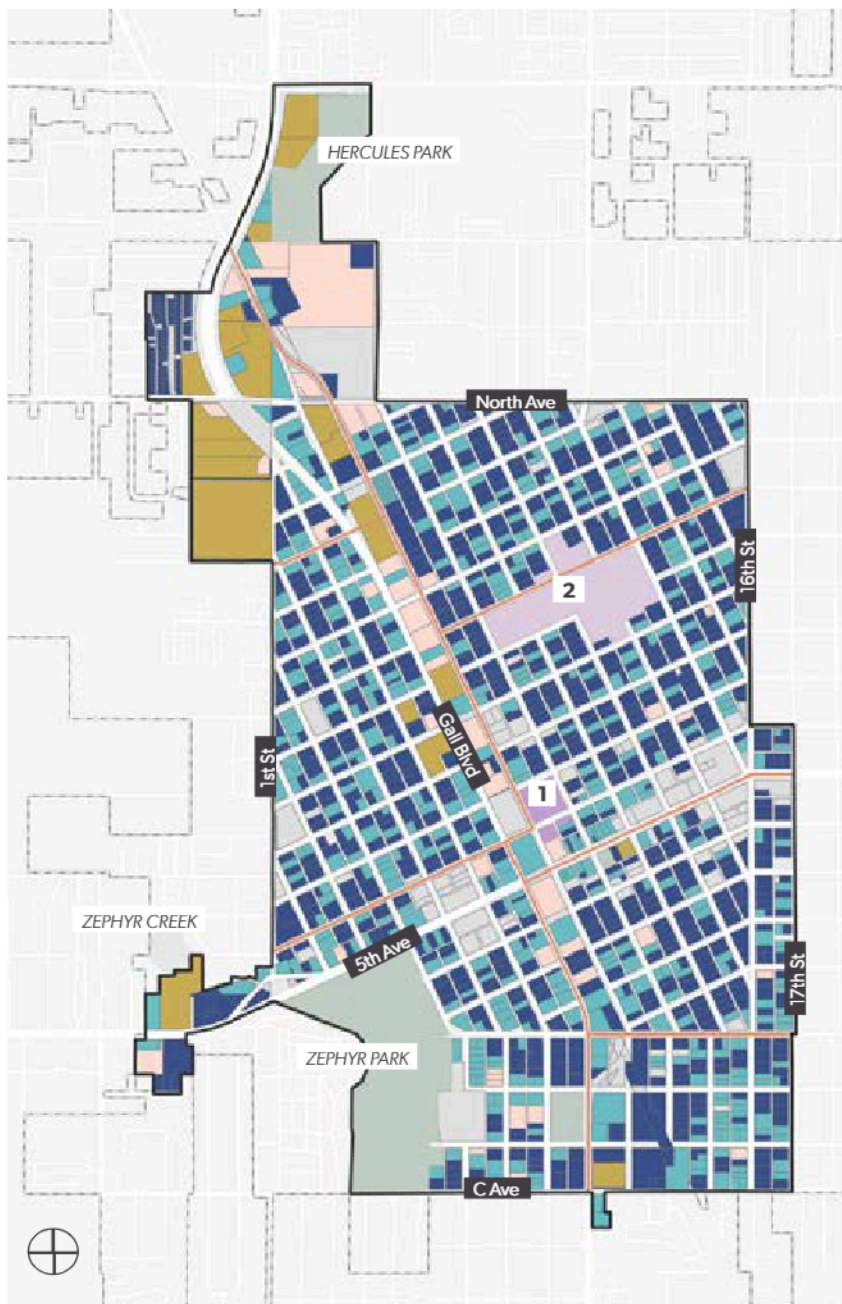 HERCULES PARK
North Ave
16th St
2
Gall Blvd
1st St
1
ZEPHYR CREEK
5th Ave
17th St
ZEPHYR PARK
C Ave